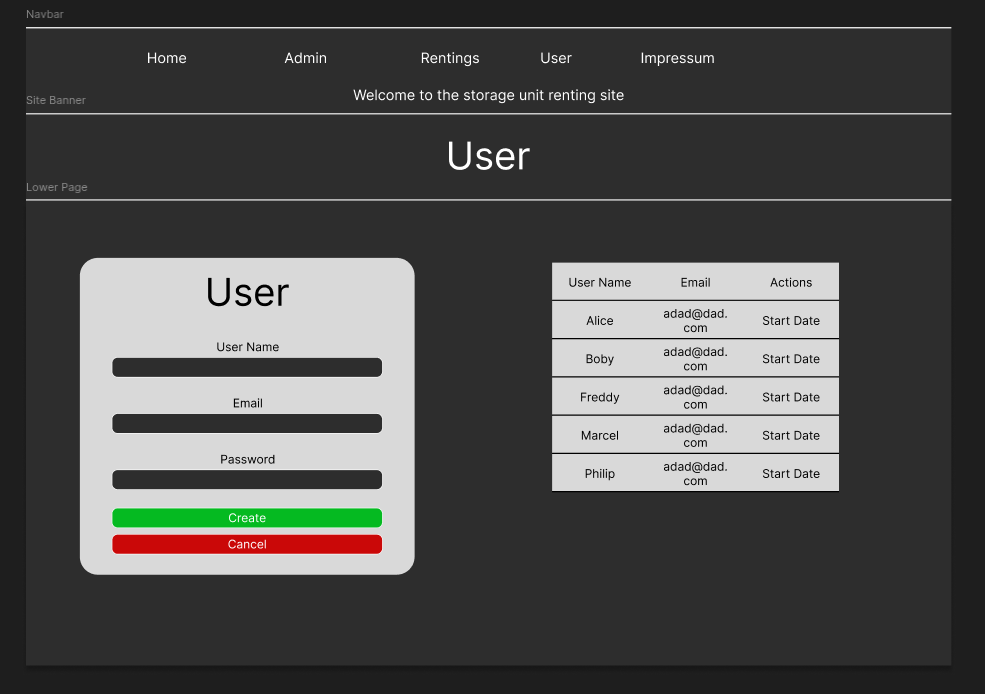 Navbar
Home Admin Rentings User Impressum
Welcome to the storage unit renting site
Site Banner
User
Lower Page
User
User Name
Email
Password
Create
Cancel
User Name Email Actions
Alice adad@dad. Start Date
com
Boby adad@dad. Start Date
com
Freddy adad@dad. Start Date
com
Marcel adad@dad. Start Date
com
Philip adad@dad. Start Date
com